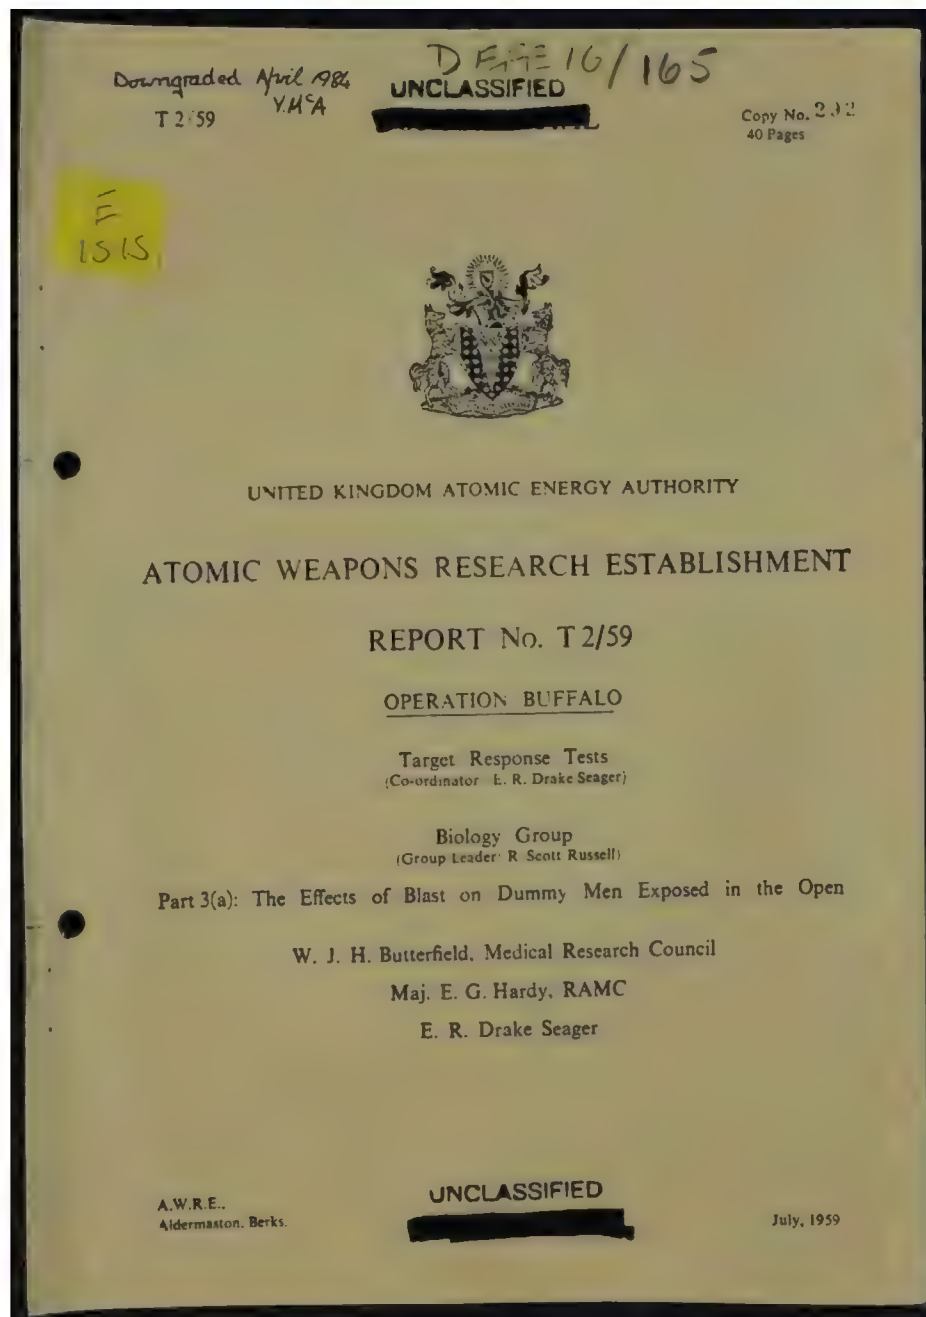 Downgraded April 1984
Y.McA
16/165
UNCLASSIFIED
T 2/59
Copy No.
40 Pages
E
ISIS
UNITED KINGDOM ATOMIC ENERGY AUTHORITY
ATOMIC WEAPONS RESEARCH ESTABLISHMENT
REPORT No. T 2/59
OPERATION BUFFALO
Target Response Tests
(Co-ordinator E. R. Drake Seager)
Biology Group
(Group Leader: R Scott Russell)
Part 3(a): The Effects of Blast on Dummy Men Exposed in the Open
W. J. H. Butterfield, Medical Research Council
Maj. E. G. Hardy, RAMC
E. R. Drake Seager
UNCLASSIFIED
A.W.R.E.,
Aldermaston, Berks.
July, 1959